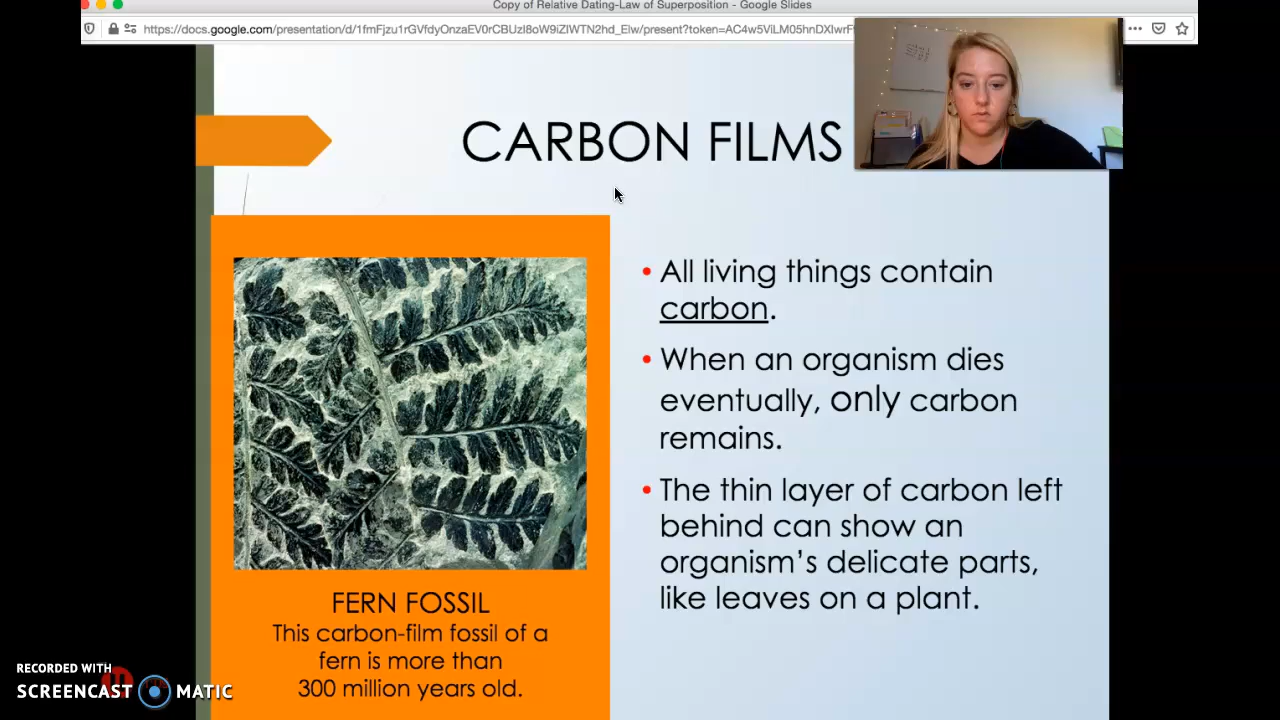 Copy of Relative Dating-Law of Superposition - Google Slides
https://docs.google.com/presentation/d/1fmFjzu1rGVfdyOnzaEV0rCBUzI8oW9iZIWTN2hd_Elw/present?token=AC4w5ViLM05hnDXlwrF
CARBON FILMS
• All living things contain
carbon.
• When an organism dies
eventually, only carbon
remains.
• The thin layer of carbon left
behind can show an
organism's delicate parts,
like leaves on a plant.
FERN FOSSIL
This carbon-film fossil of a
fern is more than
300 million years old.
RECORDED WITH
SCREENCAST MATIC